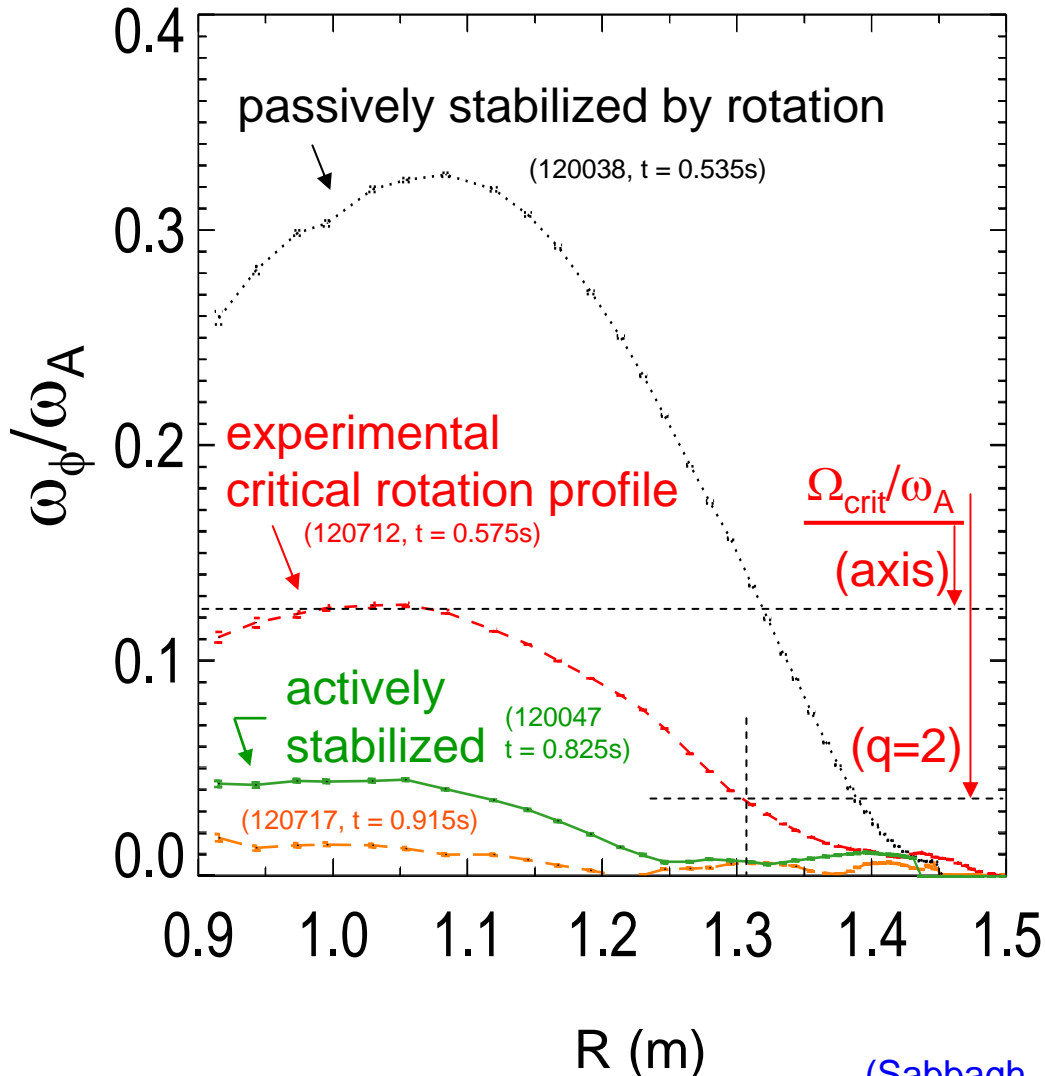 0.4
passively stabilized by rotation
(120038, t = 0.535s)
0.3
ωϕ/ωA
0.2
experimental
critical rotation profile
(120712, t = 0.575s)
Ωcrit/ωA
(axis)
0.1
actively
stabilized
(120047
t = 0.825s)
(q=2)
(120717, t = 0.915s)
0.0
0.9 1.0 1.1 1.2 1.3 1.4 1.5
R (m)
(Sabbagh